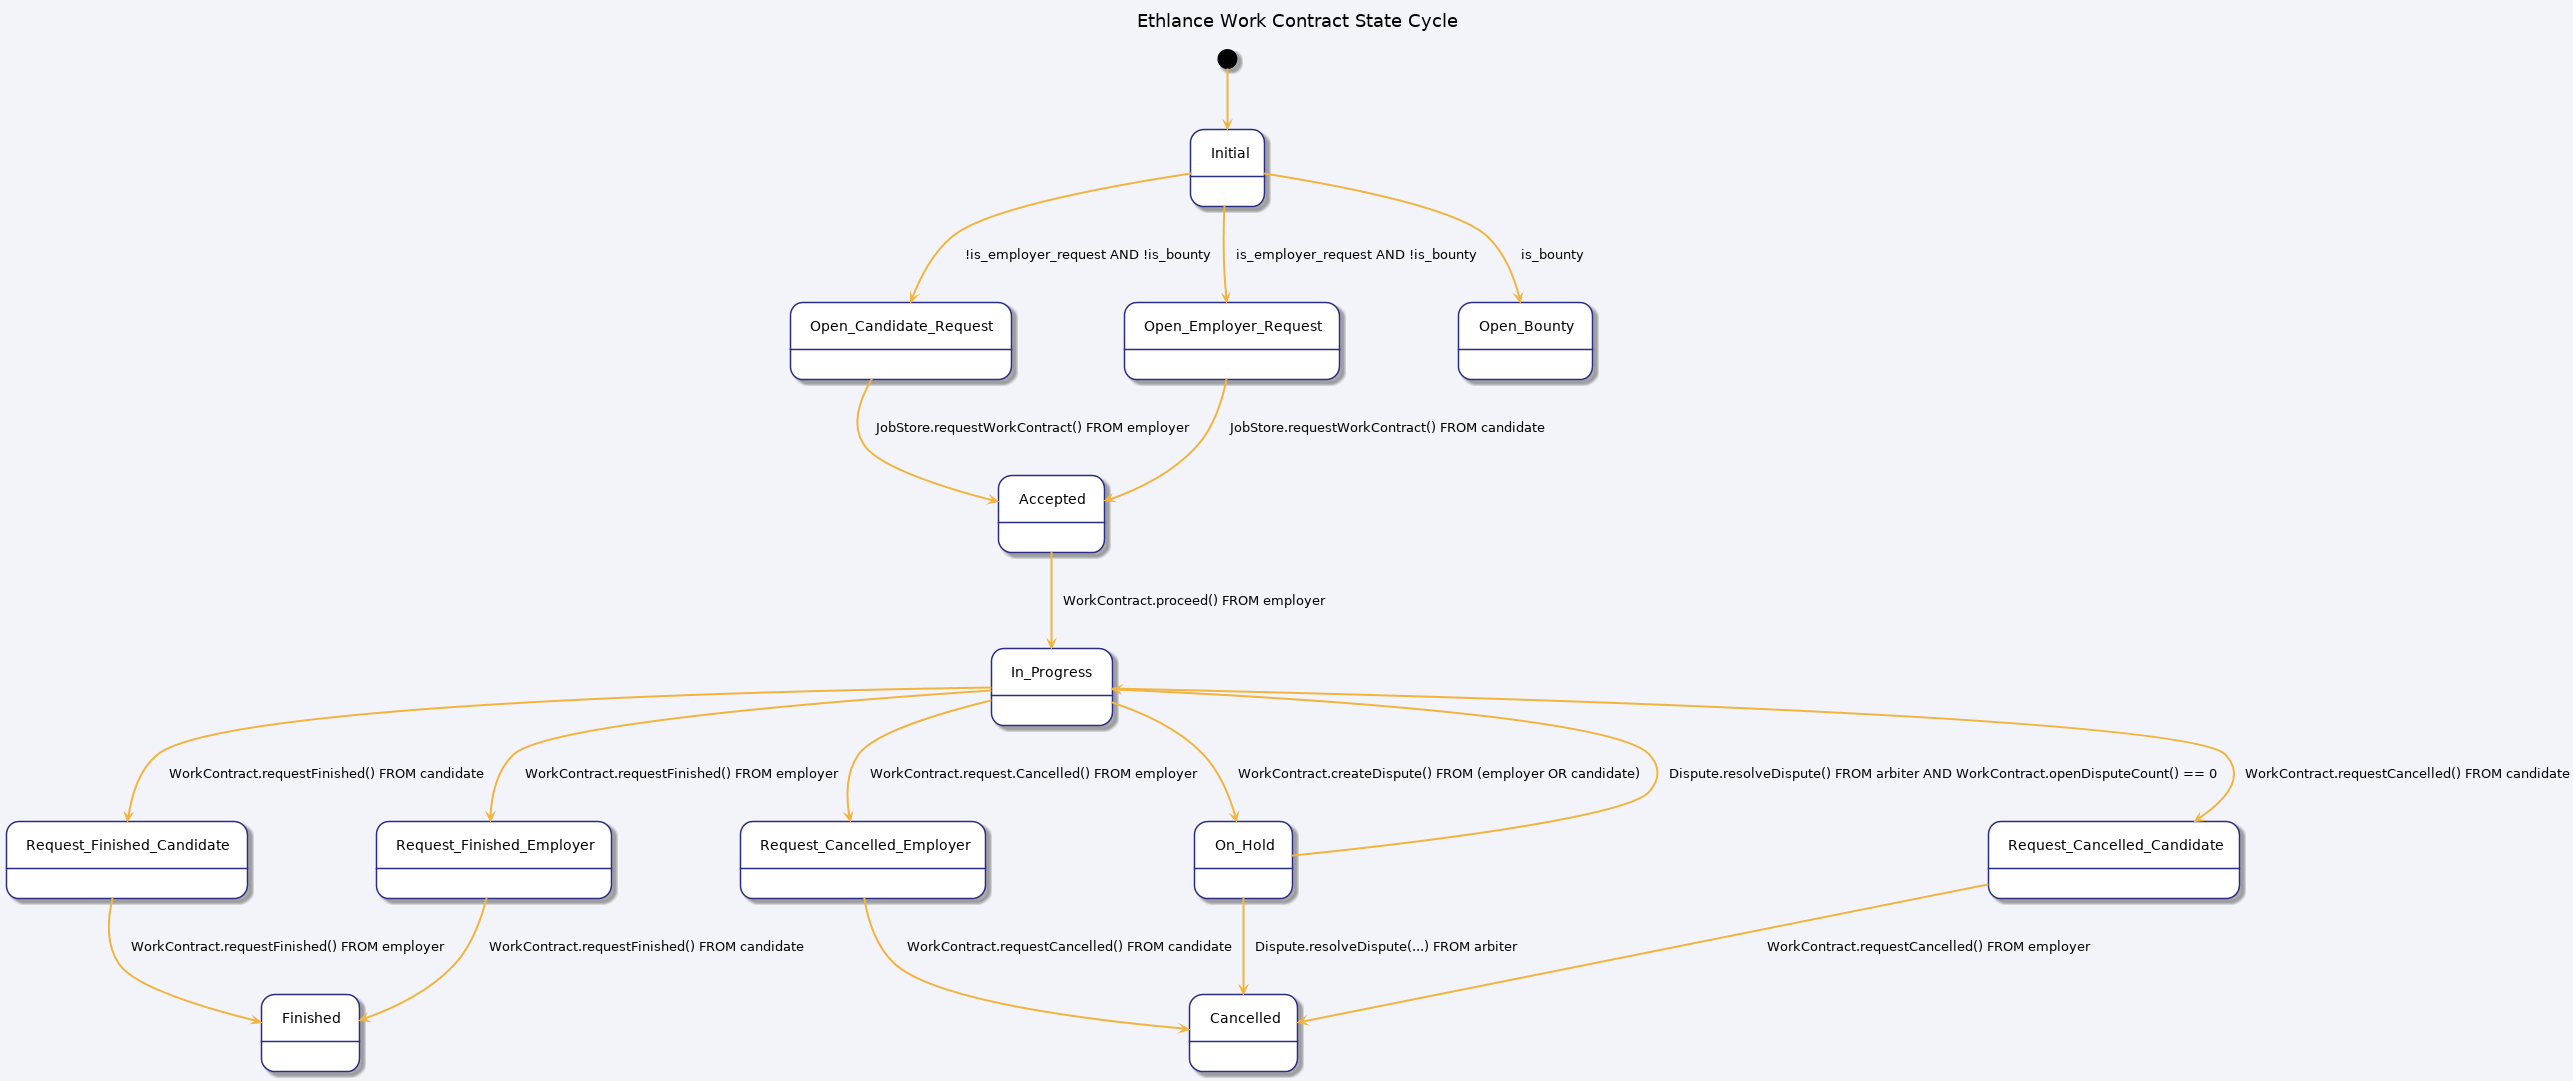 Ethlance Work Contract State Cycle
Initial
!is_employer_request AND !is_bounty
is_employer_request AND !is_bounty
is_bounty
Open_Candidate_Request
Open_Employer_Request
Open_Bounty
JobStore.requestWorkContract() FROM employer
JobStore.requestWorkContract() FROM candidate
Accepted
WorkContract.proceed() FROM employer
In_Progress
WorkContract.requestFinished() FROM candidate
WorkContract.requestFinished() FROM employer
WorkContract.request.Cancelled() FROM employer
WorkContract.createDispute() FROM (employer OR candidate)
Dispute.resolveDispute() FROM arbiter AND WorkContract.openDisputeCount() == 0
WorkContract.requestCancelled() FROM candidate
Request_Finished_Candidate
Request_Finished_Employer
Request_Cancelled_Employer
On_Hold
Request_Cancelled_Candidate
WorkContract.requestFinished() FROM employer
WorkContract.requestFinished() FROM candidate
WorkContract.requestCancelled() FROM candidate
Dispute.resolveDispute(...) FROM arbiter
WorkContract.requestCancelled() FROM employer
Finished
Cancelled